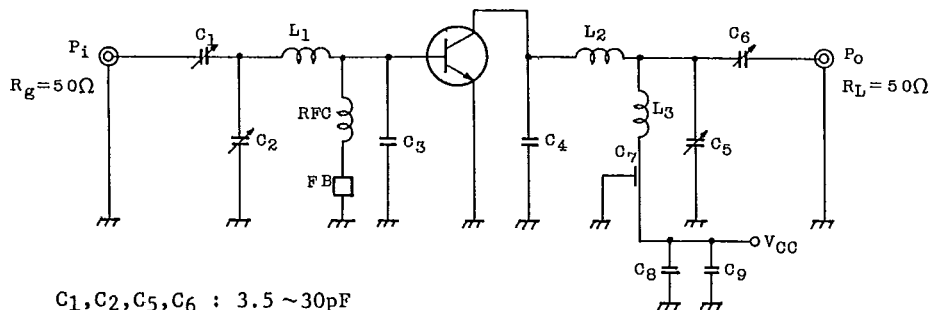 C1
L1
L2
C6
Pi
Po
Rg=50Ω
RL=50Ω
RFC
L3
C2
C3
C4
C7
C5
FB
VCC
C8
C9
C1,C2,C5,C6 : 3.5~30pF